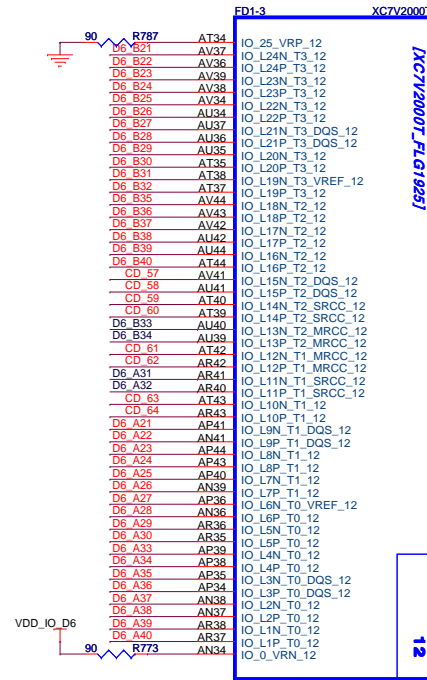 FD1-3 XC7V2000T
90 R787 AT34 IO_25_VRP_12
D6_B21 AV37 IO_L24N_T3_12
D6_B22 AV36 IO_L24P_T3_12
D6_B23 AV39 IO_L23N_T3_12
D6_B24 AV38 IO_L23P_T3_12
D6_B25 AV34 IO_L22N_T3_12
D6_B26 AU34 IO_L22P_T3_12
D6_B27 AU37 IO_L21N_T3_DQS_12
D6_B28 AU36 IO_L21P_T3_DQS_12
D6_B29 AU35 IO_L20N_T3_12
D6_B30 AT35 IO_L20P_T3_12
D6_B31 AT38 IO_L19N_T3_VREF_12
D6_B32 AT37 IO_L19P_T3_12
D6_B35 AV44 IO_L18N_T2_12
D6_B36 AV43 IO_L18P_T2_12
D6_B37 AV42 IO_L17N_T2_12
D6_B38 AU42 IO_L17P_T2_12
D6_B39 AU44 IO_L16N_T2_12
D6_B40 AT44 IO_L16P_T2_12
CD_57 AV41 IO_L15N_T2_DQS_12
CD_58 AU41 IO_L15P_T2_DQS_12
CD_59 AT40 IO_L14N_T2_SRCC_12
CD_60 AT39 IO_L14P_T2_SRCC_12
D6_B33 AU40 IO_L13N_T2_MRCC_12
D6_B34 AU39 IO_L13P_T2_MRCC_12
CD_61 AT42 IO_L12N_T1_MRCC_12
CD_62 AR42 IO_L12P_T1_MRCC_12
D6_A31 AR41 IO_L11N_T1_SRCC_12
D6_A32 AR40 IO_L11P_T1_SRCC_12
CD_63 AT43 IO_L10N_T1_12
CD_64 AR43 IO_L10P_T1_12
D6_A21 AP41 IO_L9N_T1_DQS_12
D6_A22 AN41 IO_L9P_T1_DQS_12
D6_A23 AP44 IO_L8N_T1_12
D6_A24 AP43 IO_L8P_T1_12
D6_A25 AP40 IO_L7N_T1_12
D6_A26 AN39 IO_L7P_T1_12
D6_A27 AP36 IO_L6N_T0_VREF_12
D6_A28 AN36 IO_L6P_T0_12
D6_A29 AR36 IO_L5N_T0_12
D6_A30 AR35 IO_L5P_T0_12
D6_A33 AP39 IO_L4N_T0_12
D6_A34 AP38 IO_L4P_T0_12
D6_A35 AP35 IO_L3N_T0_DQS_12
D6_A36 AP34 IO_L3P_T0_DQS_12
D6_A37 AN38 IO_L2N_T0_12
D6_A38 AN37 IO_L2P_T0_12
VDD_IO_D6
D6_A39 AR38 IO_L1N_T0_12
D6_A40 AR37 IO_L1P_T0_12
90 R773 AN34 IO_0_VRN_12
[XC7V2000T_FLG1925]
12